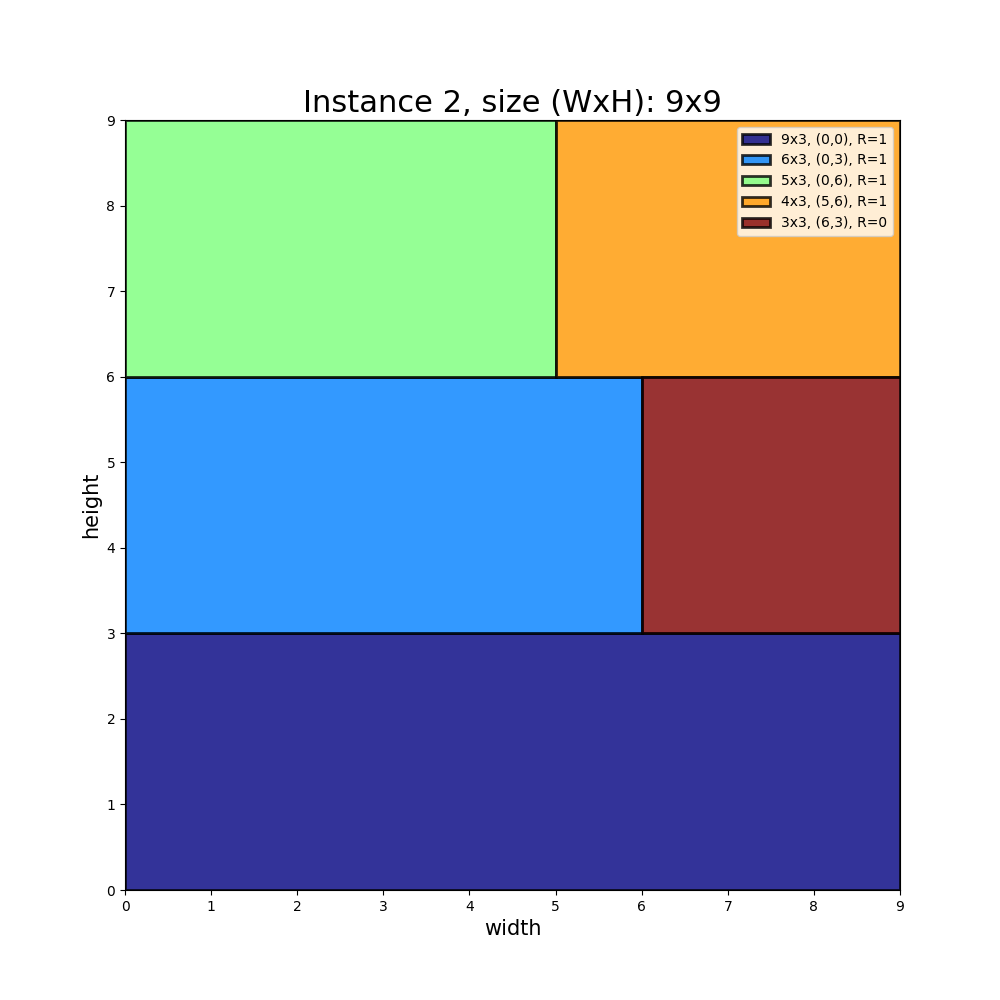 Instance 2, size (WxH): 9x9
9x3, (0,0), R=1
6x3, (0,3), R=1
5x3, (0,6), R=1
4x3, (5,6), R=1
3x3, (6,3), R=0
9
8
7
6
5
4
3
2
1
0
height
0 1 2 3 4 5 6 7 8 9
width